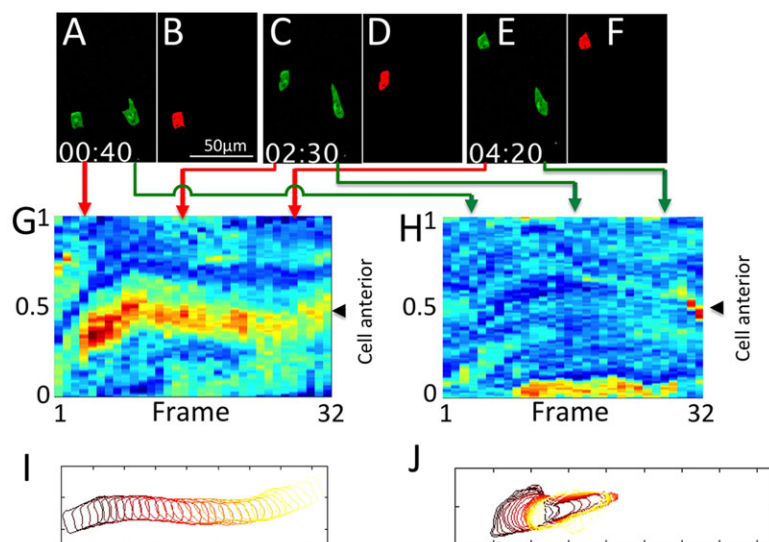 A B C D E F
00:40 50µm 02:30 04:20
G 1 H 1
0.5 Cell anterior 0.5 Cell anterior
0 0
1 Frame 32 1 Frame 32
I J